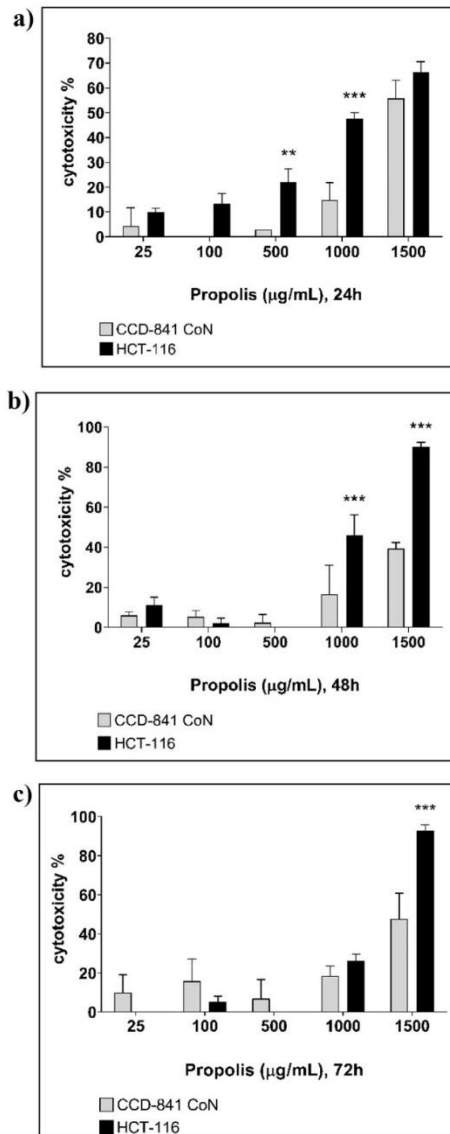 a)
80
70
60
50
40
30
20
10
0
cytotoxicity %
**
***
25 100 500 1000 1500
Propolis (µg/mL), 24h
CCD-841 CoN
HCT-116
b)
100
80
60
40
20
0
cytotoxicity %
***
***
25 100 500 1000 1500
Propolis (µg/mL), 48h
CCD-841 CoN
HCT-116
c)
100
80
60
40
20
0
cytotoxicity %
***
25 100 500 1000 1500
Propolis (µg/mL), 72h
CCD-841 CoN
HCT-116